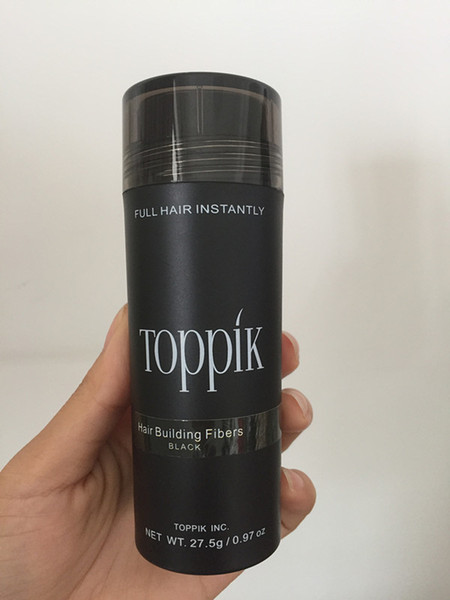 FULL HAIR INSTANTLY
Toppik
Hair Building Fibers
BLACK
TOPPIK INC.
NET WT. 27.5g / 0.97 oz